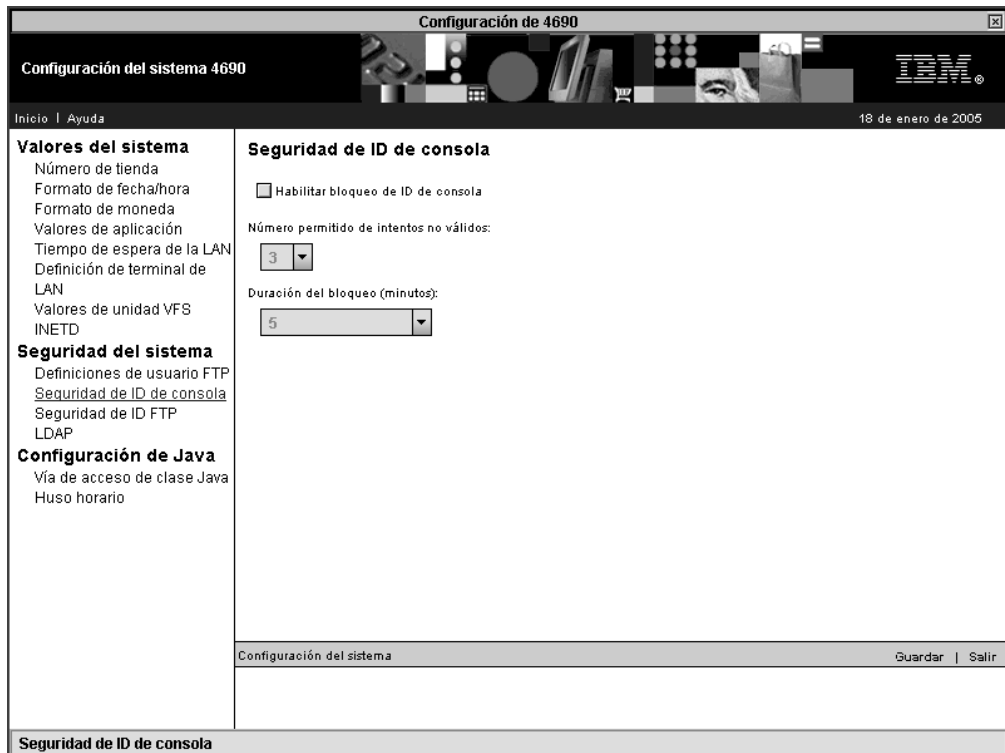 Configuración de 4690
Configuración del sistema 4690
IBM®
Inicio | Ayuda
18 de enero de 2005
Valores del sistema
Número de tienda
Formato de fecha/hora
Formato de moneda
Valores de aplicación
Tiempo de espera de la LAN
Definición de terminal de
LAN
Valores de unidad VFS
INETD
Seguridad del sistema
Definiciones de usuario FTP
Seguridad de ID de consola
Seguridad de ID FTP
LDAP
Configuración de Java
Vía de acceso de clase Java
Huso horario
Seguridad de ID de consola
Habilitar bloqueo de ID de consola
Número permitido de intentos no válidos:
3
Duración del bloqueo (minutos):
5
Configuración del sistema
Guardar | Salir
Seguridad de ID de consola